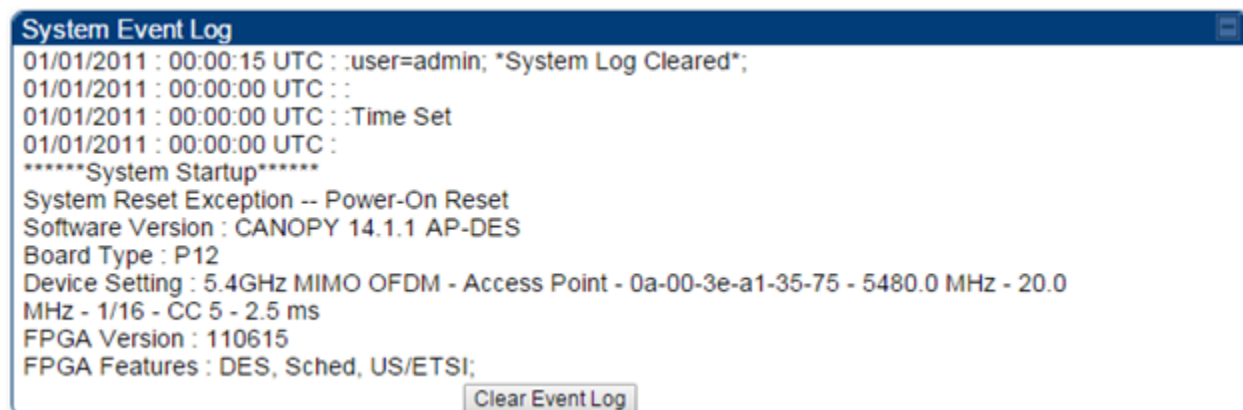 System Event Log
01/01/2011 : 00:00:15 UTC : :user=admin; *System Log Cleared*;
01/01/2011 : 00:00:00 UTC : :
01/01/2011 : 00:00:00 UTC : :Time Set
01/01/2011 : 00:00:00 UTC :
******System Startup******
System Reset Exception -- Power-On Reset
Software Version : CANOPY 14.1.1 AP-DES
Board Type : P12
Device Setting : 5.4GHz MIMO OFDM - Access Point - 0a-00-3e-a1-35-75 - 5480.0 MHz - 20.0
MHz - 1/16 - CC 5 - 2.5 ms
FPGA Version : 110615
FPGA Features : DES, Sched, US/ETSI;
Clear Event Log